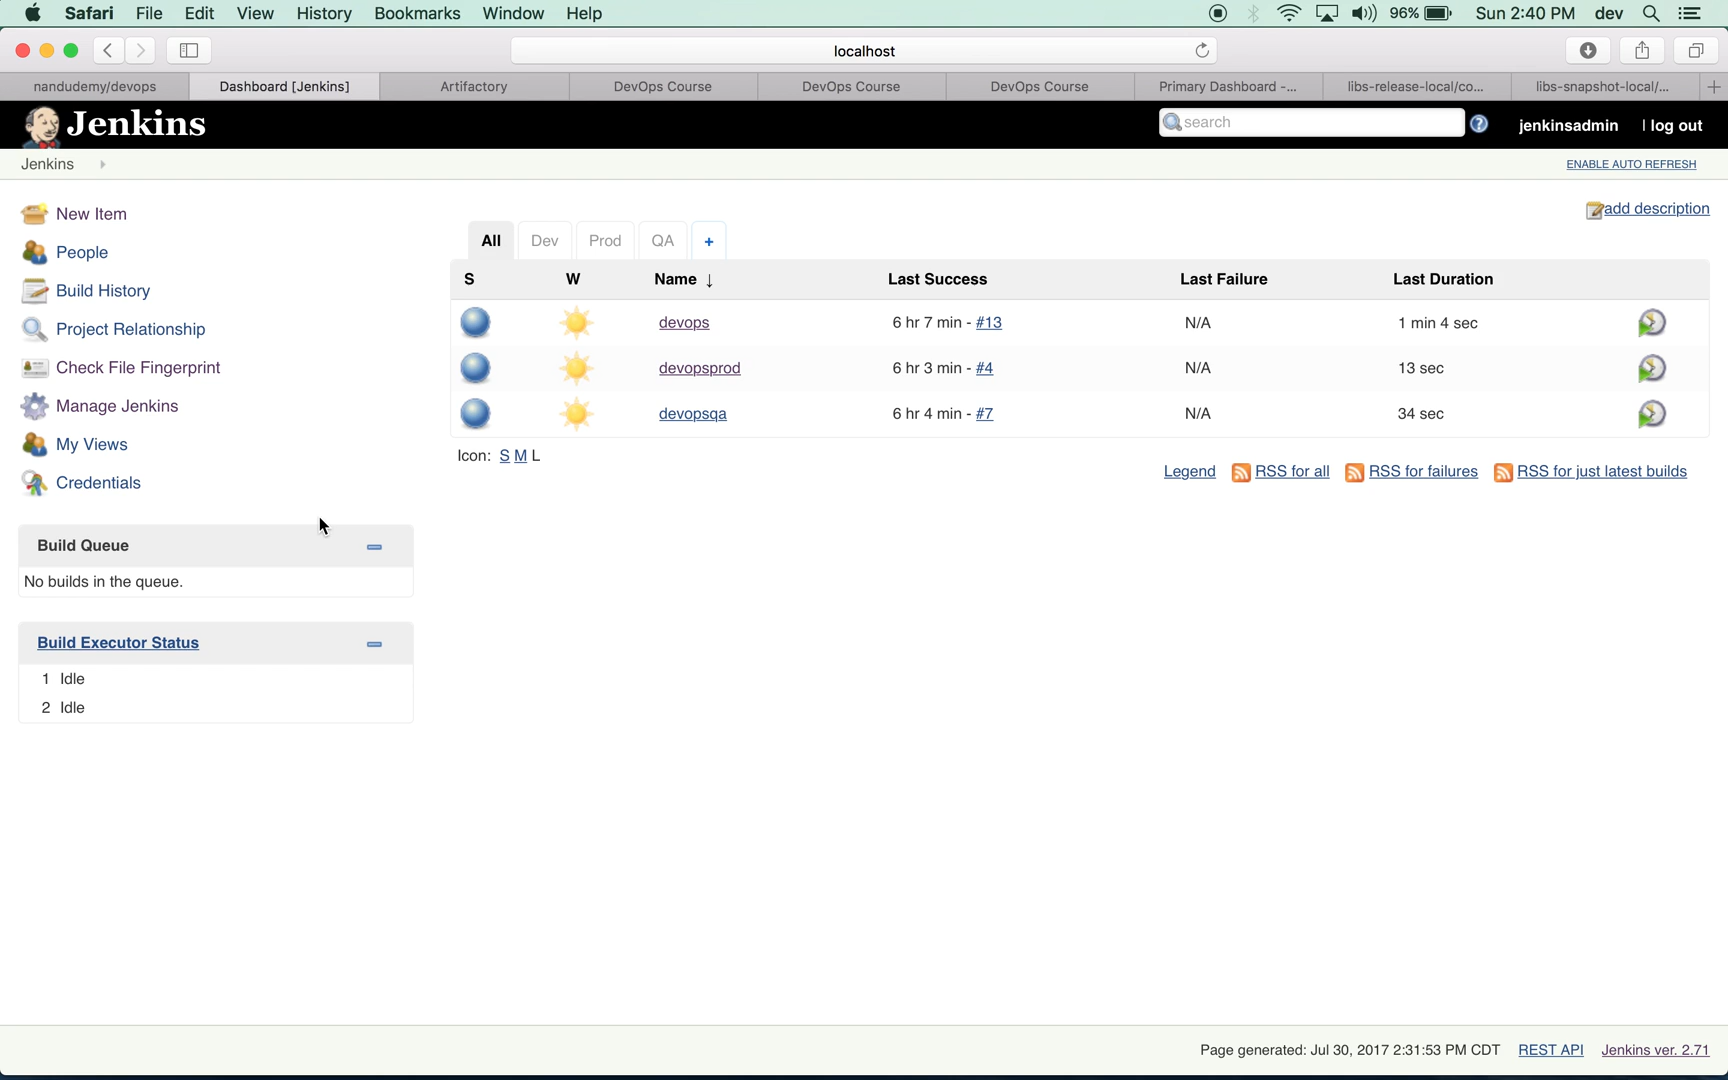 Safari File Edit View History Bookmarks Window Help 96% Sun 2:40 PM dev
localhost
nandudemy/devops Dashboard [Jenkins] Artifactory DevOps Course DevOps Course DevOps Course Primary Dashboard -... libs-release-local/co... libs-snapshot-local/...
Jenkins search jenkinsadmin | log out
Jenkins ENABLE AUTO REFRESH
add description
New Item
People
Build History
Project Relationship
Check File Fingerprint
Manage Jenkins
My Views
Credentials
Build Queue
No builds in the queue.
Build Executor Status
1 Idle
2 Idle
All Dev Prod QA +
S W Name ↓ Last Success Last Failure Last Duration
devops 6 hr 7 min - #13 N/A 1 min 4 sec
devopsprod 6 hr 3 min - #4 N/A 13 sec
devopsqa 6 hr 4 min - #7 N/A 34 sec
Icon: S M L
Legend RSS for all RSS for failures RSS for just latest builds
Page generated: Jul 30, 2017 2:31:53 PM CDT REST API Jenkins ver. 2.71